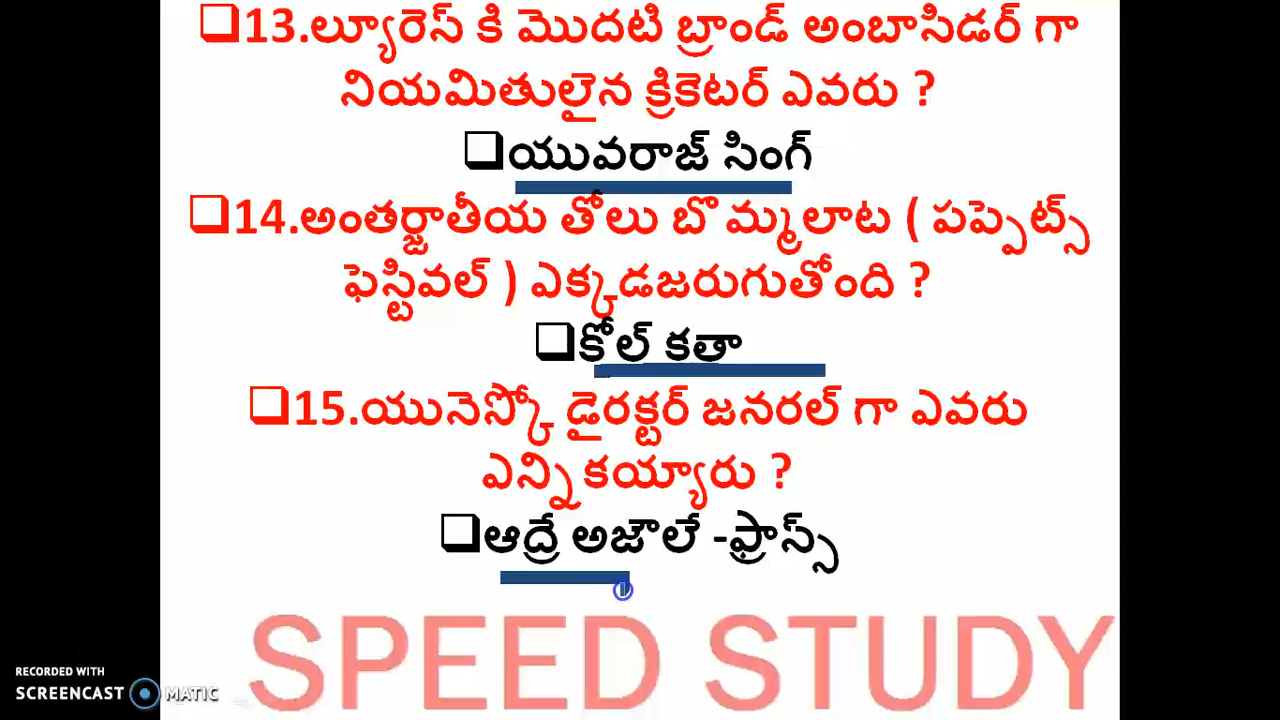 ❑13.ల్యూరెస్ కి మొదటి బ్రాండ్ అంబాసిడర్ గా
నియమితులైన క్రికెటర్ ఎవరు ?
❑యువరాజ్ సింగ్
❑14.అంతర్జాతీయ తోలు బొమ్మలాట ( పప్పెట్స్
ఫెస్టివల్ ) ఎక్కడజరుగుతోంది ?
❑కోల్ కతా
❑15.యునెస్కో డైరక్టర్ జనరల్ గా ఎవరు
ఎన్నికయ్యారు ?
❑ఆద్రే అజౌలే -ఫ్రాన్స్
SPEED STUDY
RECORDED WITH
SCREENCAST MATIC